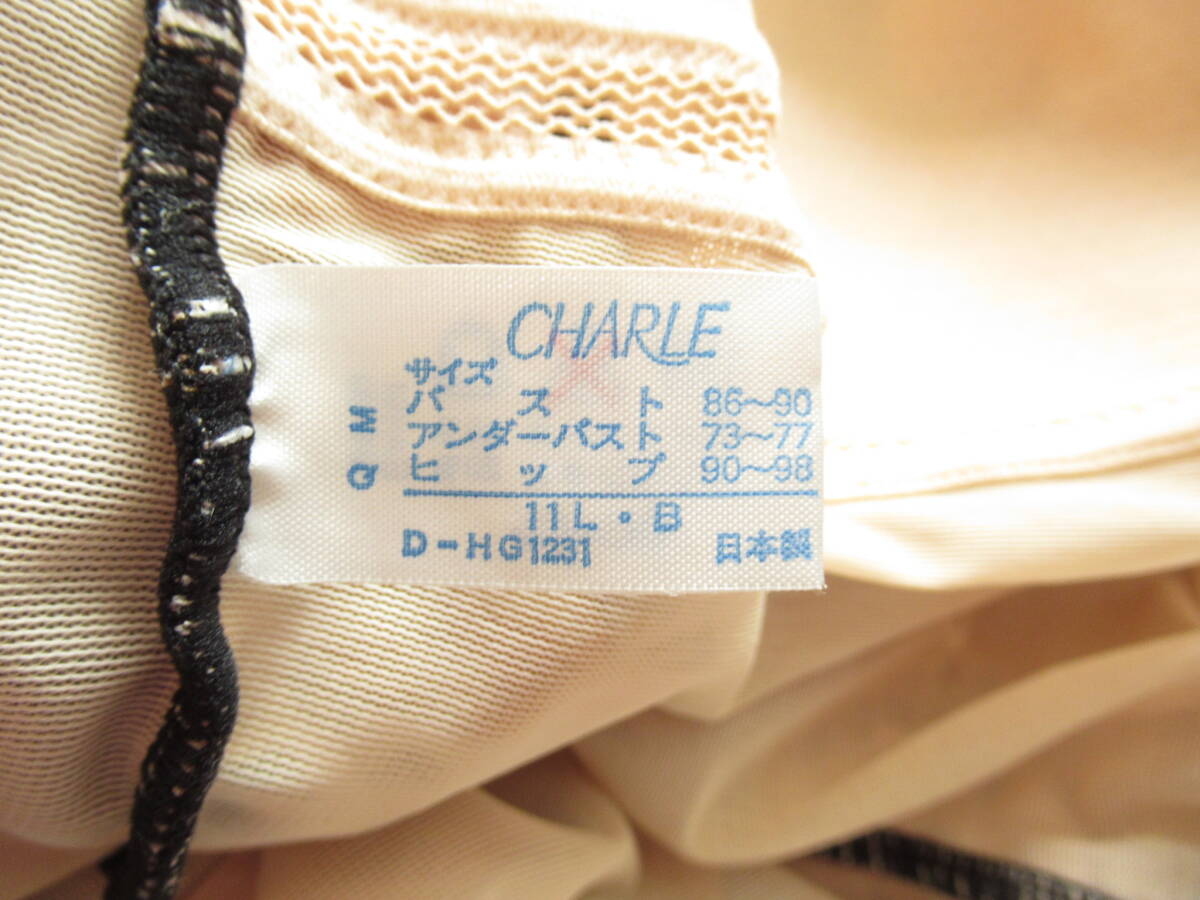 CHARLE
サイズ
バスト 86〜90
アンダーバスト 73〜77
ヒップ 90〜98
11L・B
D-HG1231 日本製
QM